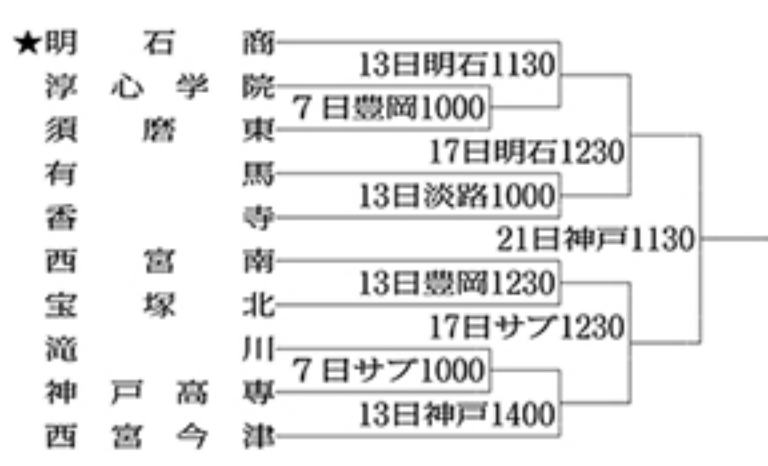 ★明石商
13日明石1130
淳心学院
7日豊岡1000
須磨東
17日明石1230
有馬
13日淡路1000
香寺
21日神戸1130
西宮南
13日豊岡1230
宝塚北
17日サブ1230
滝川
7日サブ1000
神戸高専
13日神戸1400
西宮今津